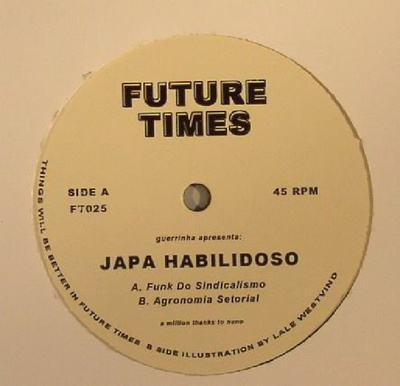 FUTURE
TIMES
SIDE A
45 RPM
FT025
guerrinha apresenta:
JAPA HABILIDOSO
A. Funk Do Sindicalismo
B. Agronomia Setorial
a million thanks to
THINGS WILL BE BETTER IN FUTURE TIMES B SIDE ILLUSTRATION BY LALE WESTVIND